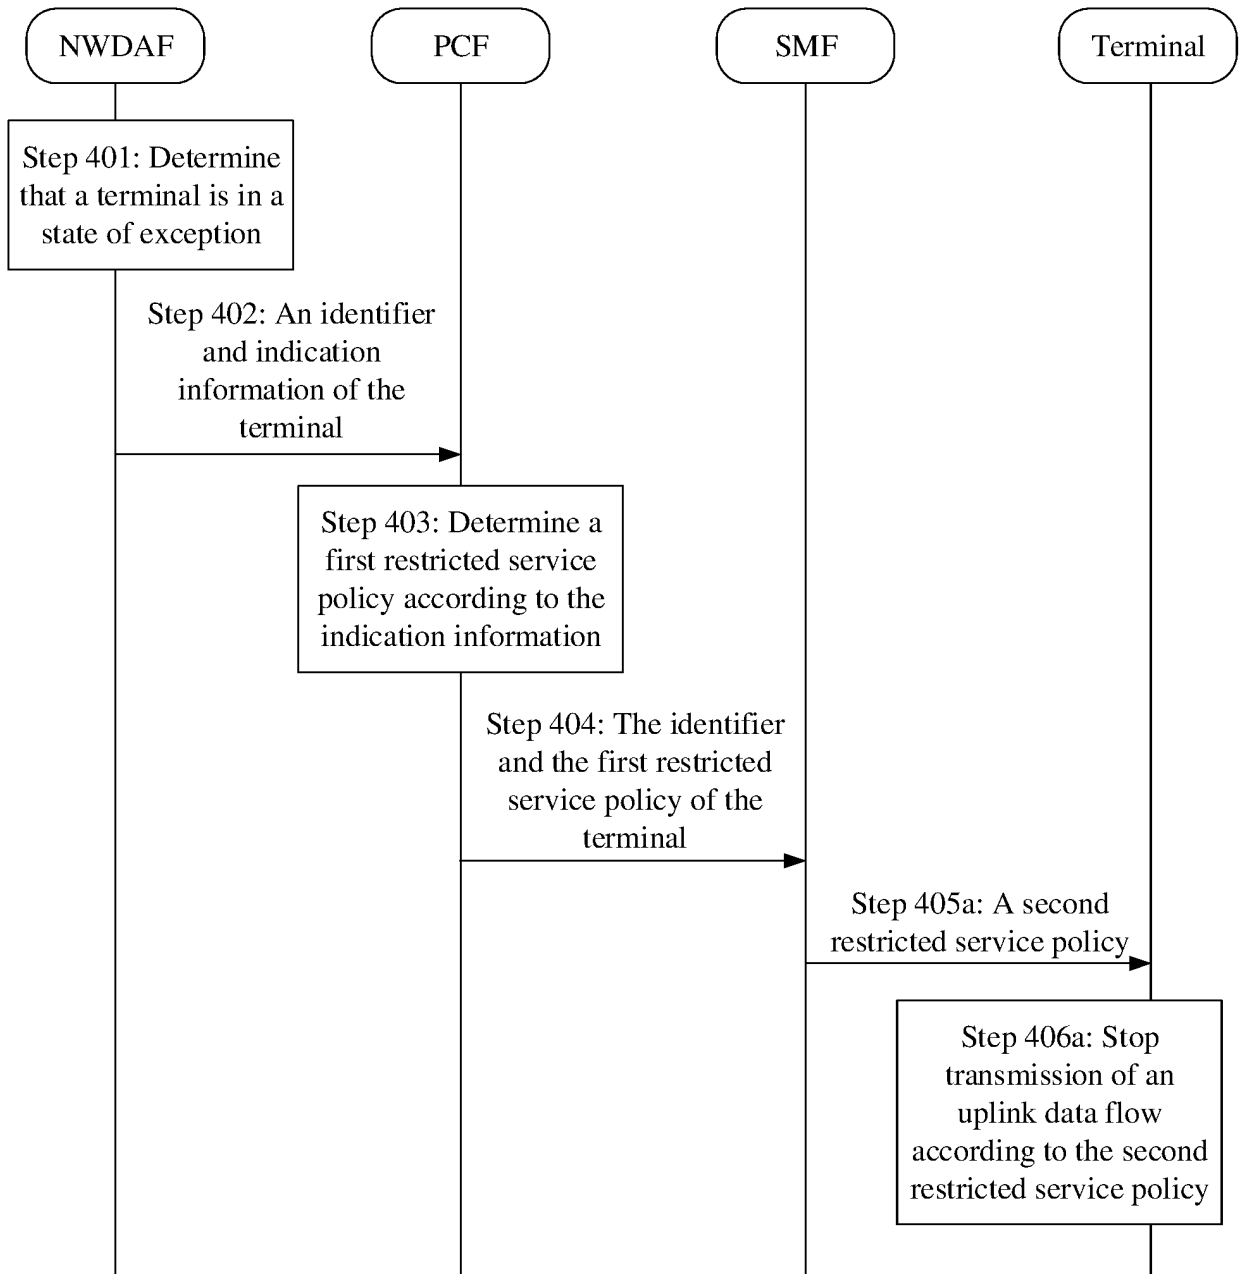 NWDAF
PCF
SMF
Terminal
Step 401: Determine
that a terminal is in a
state of exception
Step 402: An identifier
and indication
information of the
terminal
Step 403: Determine a
first restricted service
policy according to the
indication information
Step 404: The identifier
and the first restricted
service policy of the
terminal
Step 405a: A second
restricted service policy
Step 406a: Stop
transmission of an
uplink data flow
according to the second
restricted service policy